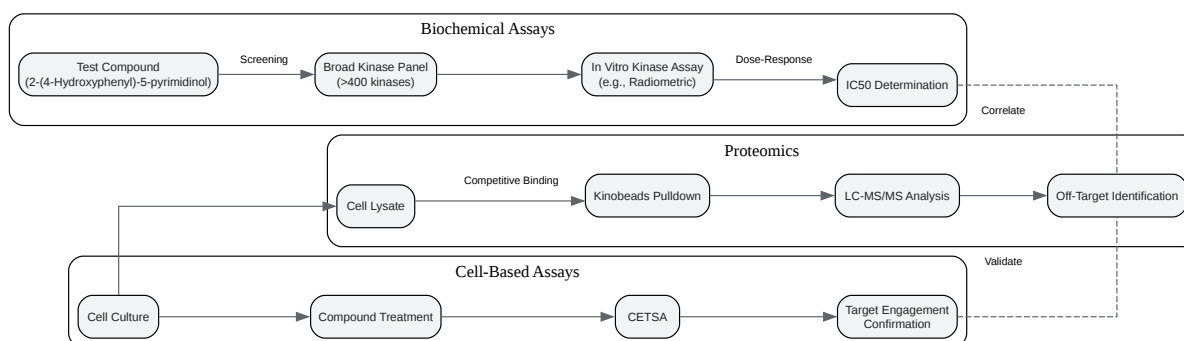 Biochemical Assays
Test Compound
(2-(4-Hydroxyphenyl)-5-pyrimidinol)
Screening
Broad Kinase Panel
(>400 kinases)
In Vitro Kinase Assay
(e.g., Radiometric)
Dose-Response
IC50 Determination
Correlate
Proteomics
Cell Lysate
Competitive Binding
Kinobeads Pulldown
LC-MS/MS Analysis
Off-Target Identification
Validate
Cell-Based Assays
Cell Culture
Compound Treatment
CETSA
Target Engagement
Confirmation